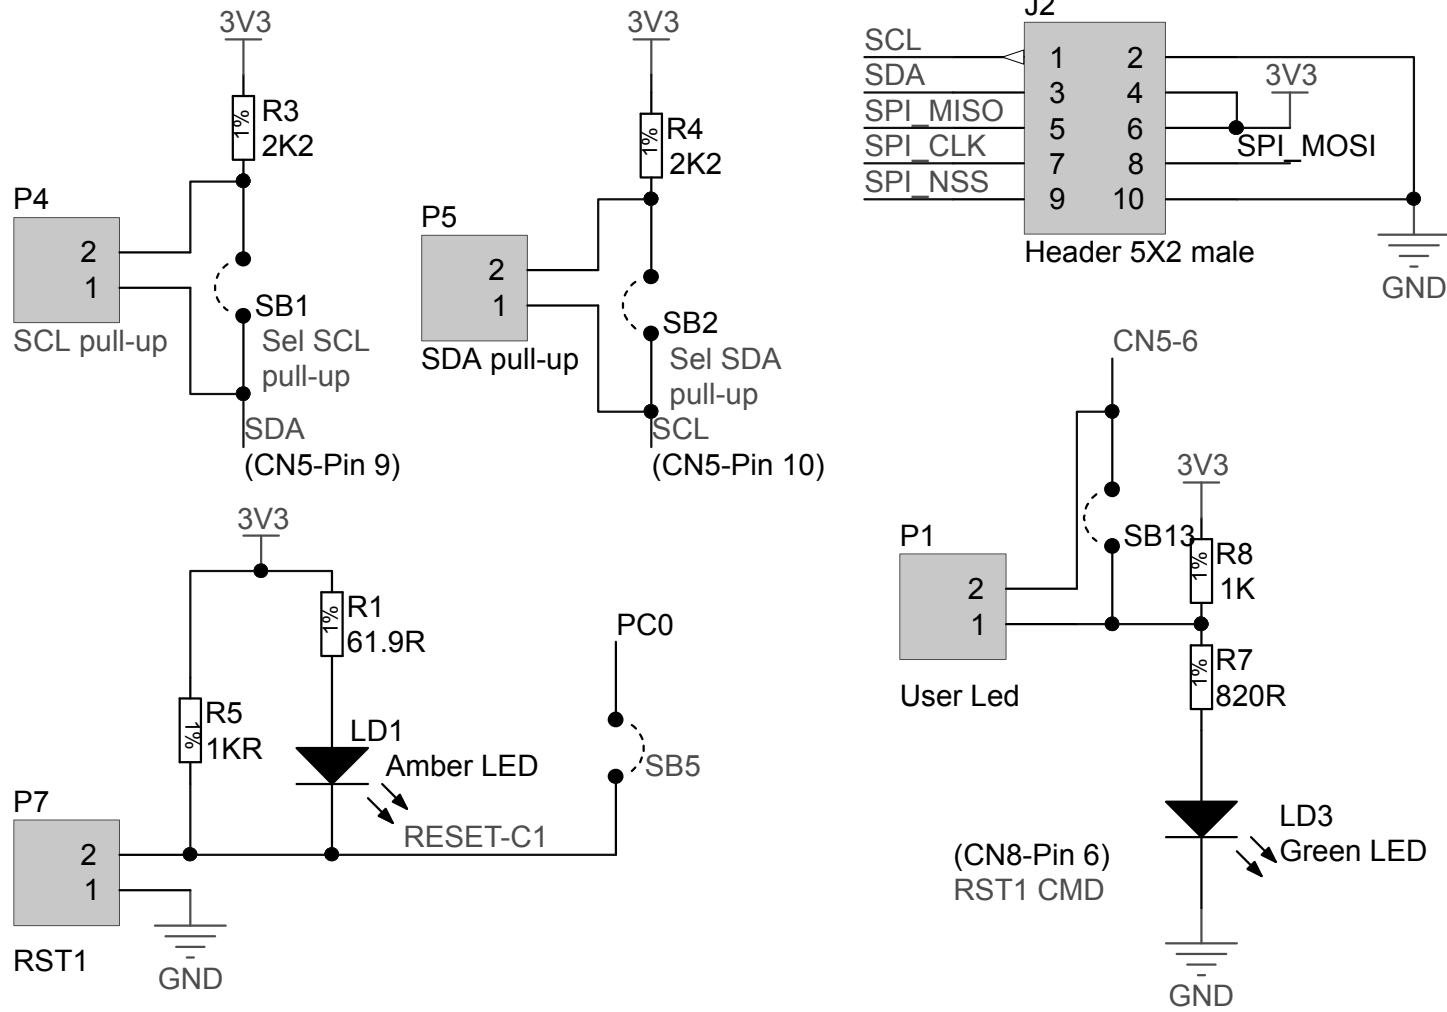 3V3
R3
1%
2K2
P4
2
1
SCL pull-up
SB1
Sel SCL
pull-up
SDA
(CN5-Pin 9)
3V3
R4
1%
2K2
P5
2
1
SDA pull-up
SB2
Sel SDA
pull-up
SCL
(CN5-Pin 10)
J2
SCL
SDA
SPI_MISO
SPI_CLK
SPI_NSS
1 2
3 4
5 6
7 8
9 10
3V3
SPI_MOSI
Header 5X2 male
GND
3V3
R1
1%
61.9R
R5
1%
1KR
LD1
Amber LED
RESET-C1
PC0
SB5
P7
2
1
RST1
GND
CN5-6
3V3
SB13
R8
1%
1K
P1
2
1
User Led
R7
1%
820R
LD3
Green LED
(CN8-Pin 6)
RST1 CMD
GND